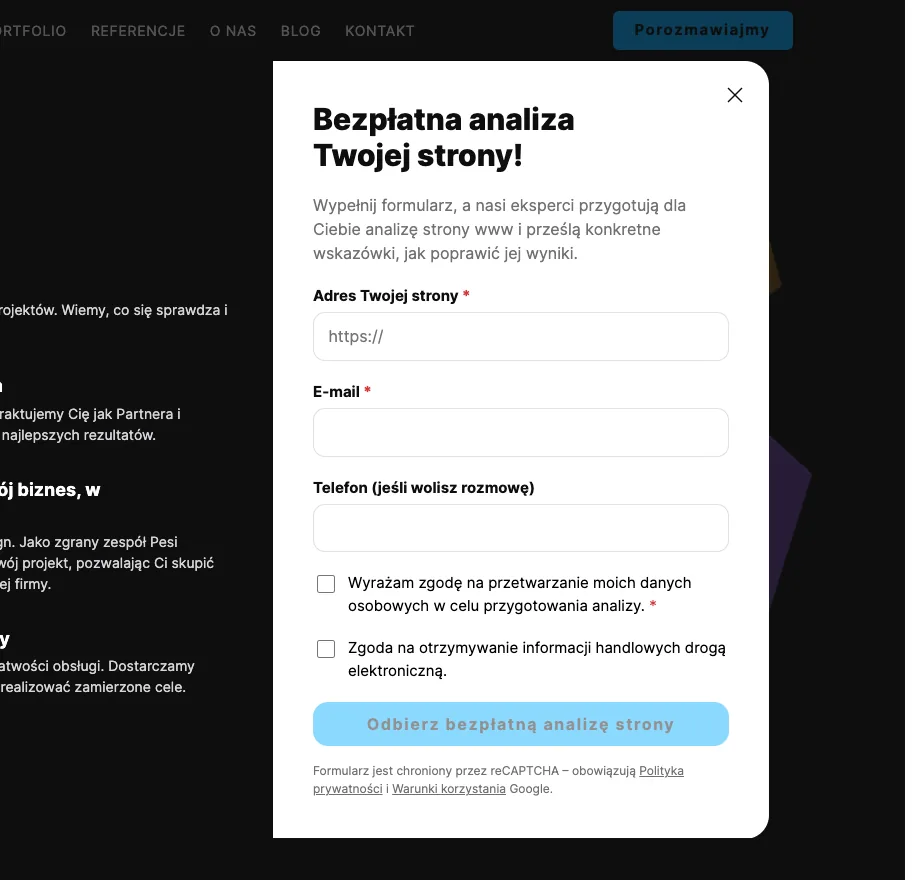 PORTFOLIO REFERENCJE O NAS BLOG KONTAKT Porozmawiajmy
Bezpłatna analiza
Twojej strony!
Wypełnij formularz, a nasi eksperci przygotują dla
Ciebie analizę strony www i prześlą konkretne
wskazówki, jak poprawić jej wyniki.
Adres Twojej strony *
https://
E-mail *
Telefon (jeśli wolisz rozmowę)
Wyrażam zgodę na przetwarzanie moich danych
osobowych w celu przygotowania analizy. *
Zgoda na otrzymywanie informacji handlowych drogą
elektroniczną.
Odbierz bezpłatną analizę strony
Formularz jest chroniony przez reCAPTCHA – obowiązują Polityka
prywatności i Warunki korzystania Google.
rojektów. Wiemy, co się sprawdza i
raktujemy Cię jak Partnera i
najlepszych rezultatów.
ój biznes, w
gn. Jako zgrany zespół Pesi
wój projekt, pozwalając Ci skupić
ej firmy.
y
atwości obsługi. Dostarczamy
realizować zamierzone cele.